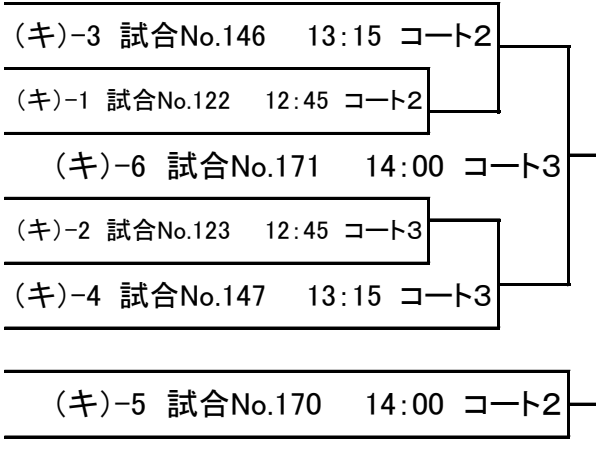 (キ)-3 試合No.146 13:15 コート2
(キ)-1 試合No.122 12:45 コート2
(キ)-6 試合No.171 14:00 コート3
(キ)-2 試合No.123 12:45 コート3
(キ)-4 試合No.147 13:15 コート3
(キ)-5 試合No.170 14:00 コート2